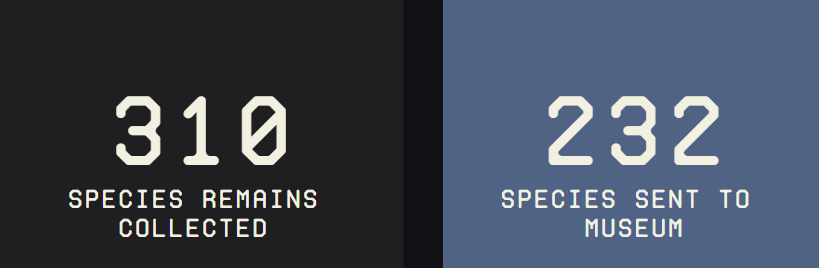 310
SPECIES REMAINS
COLLECTED
232
SPECIES SENT TO
MUSEUM